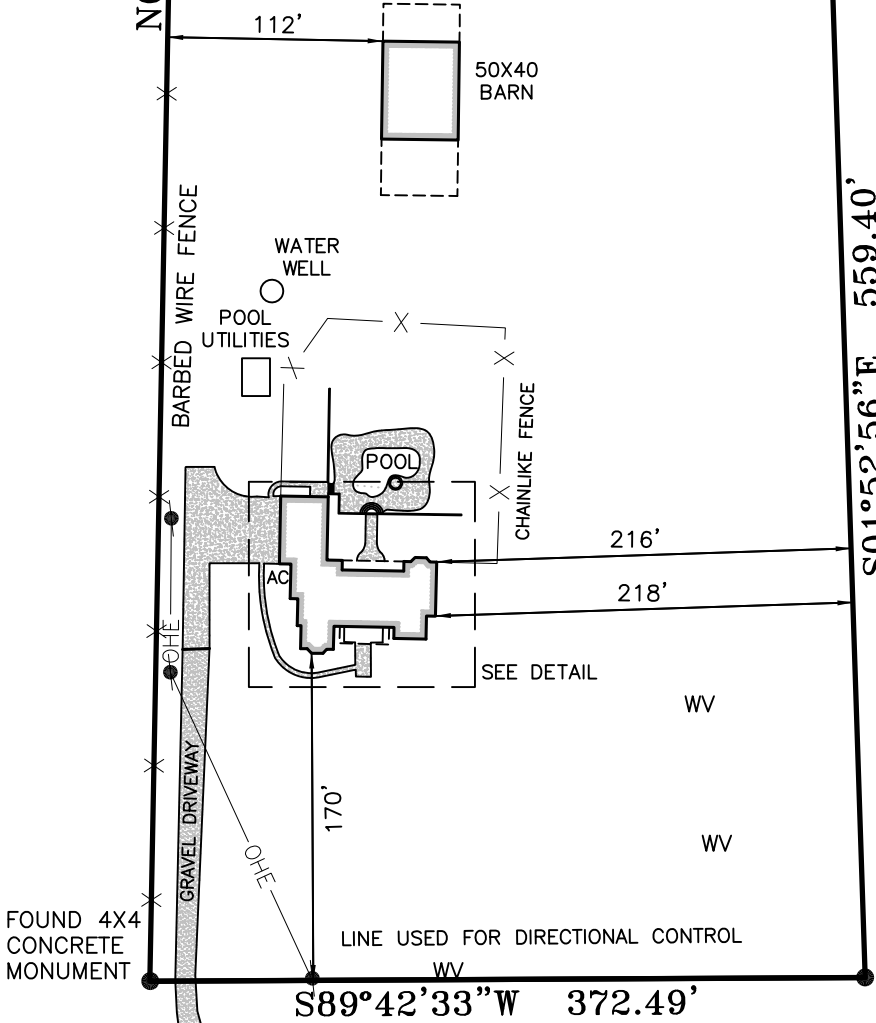 NO
112'
50X40
BARN
BARBED WIRE FENCE
WATER
WELL
POOL
UTILITIES
559.40'
S01°52'56"E
CHAINLIKE FENCE
POOL
216'
AC
218'
OHE
SEE DETAIL
WV
170'
GRAVEL DRIVEWAY
WV
OHE
FOUND 4X4
CONCRETE
MONUMENT
LINE USED FOR DIRECTIONAL CONTROL
WV
S89°42'33"W 372.49'